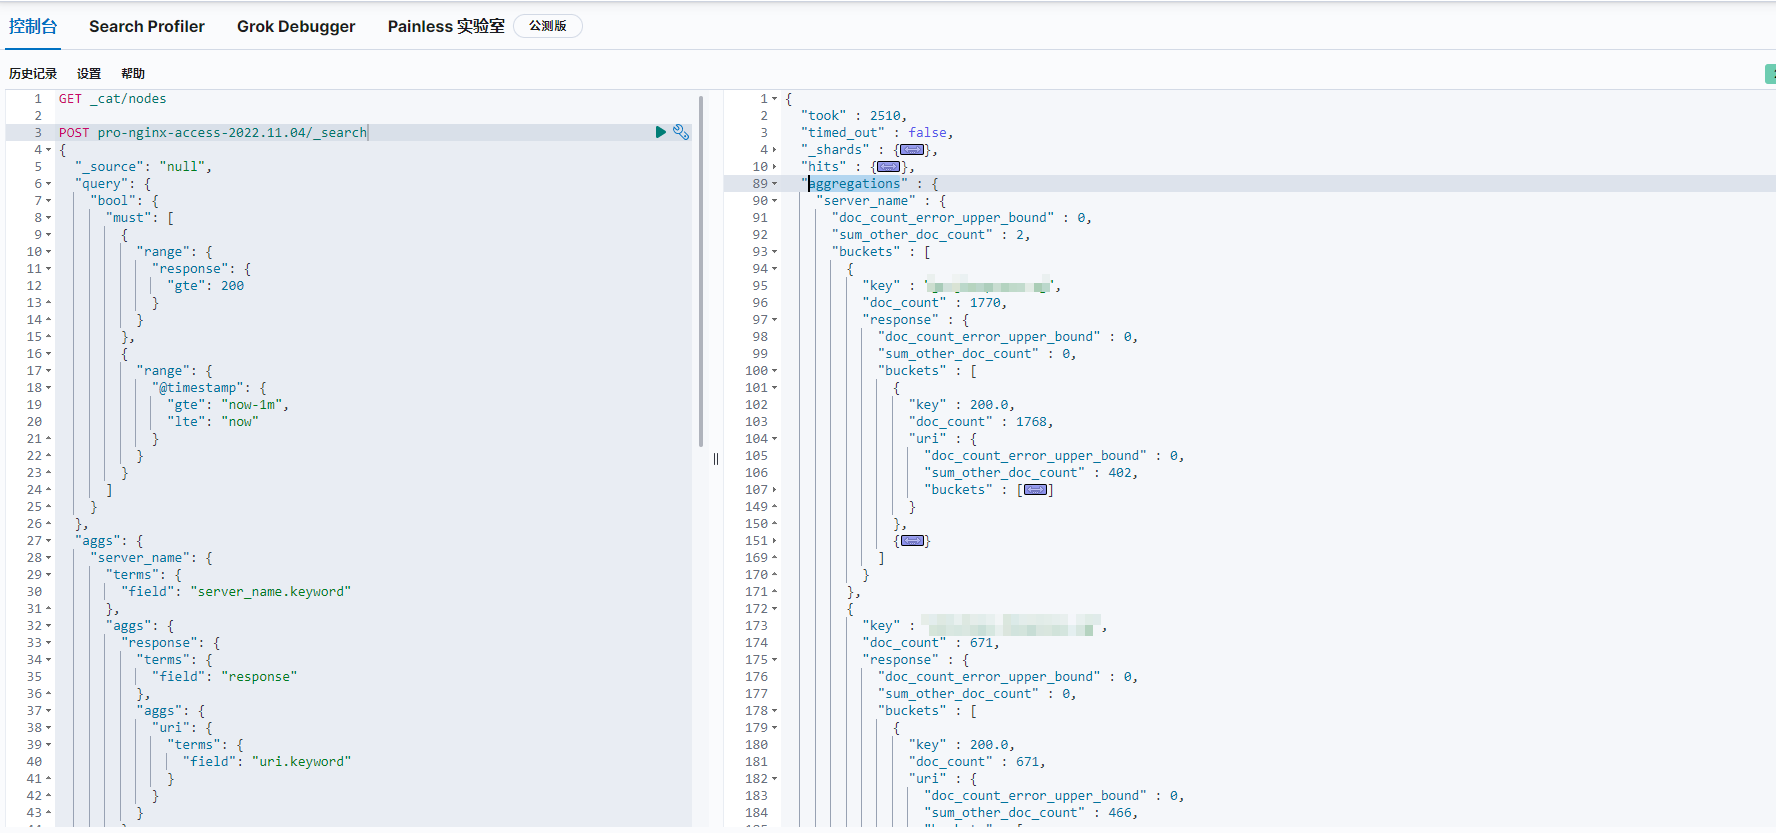 控制台 Search Profiler Grok Debugger Painless 实验室 公测版
历史记录 设置 帮助
1 GET _cat/nodes
2
3 POST pro-nginx-access-2022.11.04/_search
4 {
5 "_source": "null",
6 "query": {
7 "bool": {
8 "must": [
9 {
10 "range": {
11 "response": {
12 "gte": 200
13 }
14 }
15 },
16 {
17 "range": {
18 "@timestamp": {
19 "gte": "now-1m",
20 "lte": "now"
21 }
22 }
23 }
24 ]
25 }
26 },
27 "aggs": {
28 "server_name": {
29 "terms": {
30 "field": "server_name.keyword"
31 },
32 "aggs": {
33 "response": {
34 "terms": {
35 "field": "response"
36 },
37 "aggs": {
38 "uri": {
39 "terms": {
40 "field": "uri.keyword"
41 }
42 }
43 }
1 {
2 "took" : 2510,
3 "timed_out" : false,
4 "_shards" : {},
10 "hits" : {},
89 "aggregations" : {
90 "server_name" : {
91 "doc_count_error_upper_bound" : 0,
92 "sum_other_doc_count" : 2,
93 "buckets" : [
94 {
95 "key" : ",
96 "doc_count" : 1770,
97 "response" : {
98 "doc_count_error_upper_bound" : 0,
99 "sum_other_doc_count" : 0,
100 "buckets" : [
101 {
102 "key" : 200.0,
103 "doc_count" : 1768,
104 "uri" : {
105 "doc_count_error_upper_bound" : 0,
106 "sum_other_doc_count" : 402,
107 "buckets" : []
149 }
150 },
151 {}
169 ]
170 }
171 },
172 {
173 "key" : ,
174 "doc_count" : 671,
175 "response" : {
176 "doc_count_error_upper_bound" : 0,
177 "sum_other_doc_count" : 0,
178 "buckets" : [
179 {
180 "key" : 200.0,
181 "doc_count" : 671,
182 "uri" : {
183 "doc_count_error_upper_bound" : 0,
184 "sum_other_doc_count" : 466,